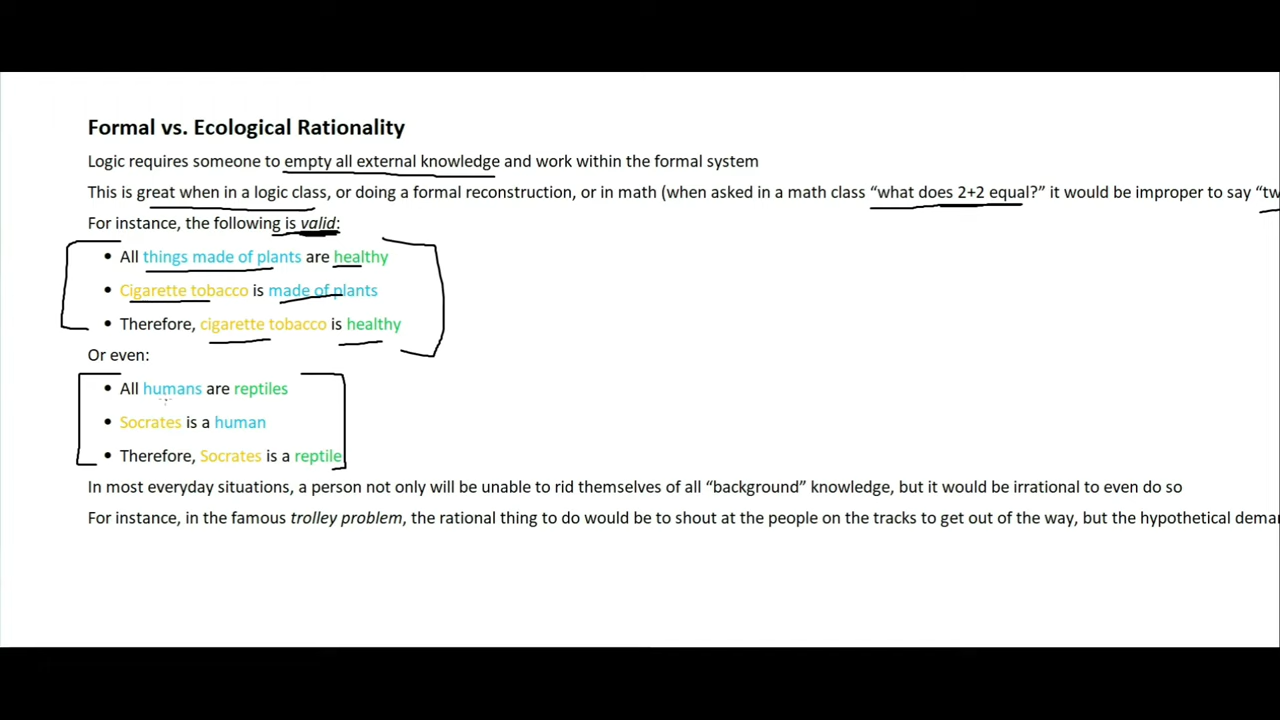 Formal vs. Ecological Rationality
Logic requires someone to empty all external knowledge and work within the formal system
This is great when in a logic class, or doing a formal reconstruction, or in math (when asked in a math class “what does 2+2 equal?” it would be improper to say “tw
For instance, the following is valid:
• All things made of plants are healthy
• Cigarette tobacco is made of plants
• Therefore, cigarette tobacco is healthy
Or even:
• All humans are reptiles
• Socrates is a human
• Therefore, Socrates is a reptile
In most everyday situations, a person not only will be unable to rid themselves of all “background” knowledge, but it would be irrational to even do so
For instance, in the famous trolley problem, the rational thing to do would be to shout at the people on the tracks to get out of the way, but the hypothetical dema